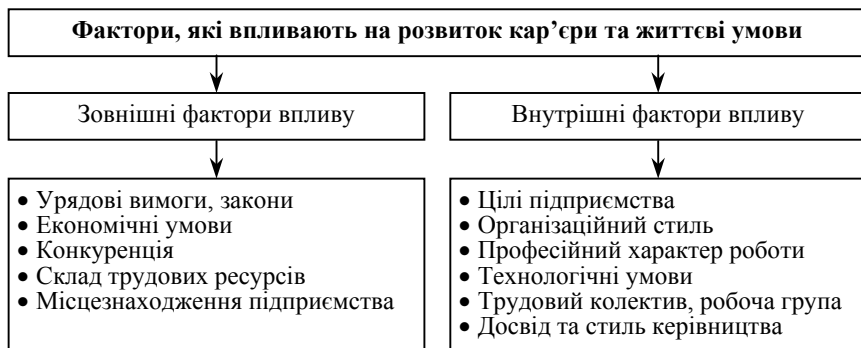 Фактори, які впливають на розвиток кар’єри та життєві умови
Зовнішні фактори впливу
Внутрішні фактори впливу
• Урядові вимоги, закони
• Економічні умови
• Конкуренція
• Склад трудових ресурсів
• Місцезнаходження підприємства
• Цілі підприємства
• Організаційний стиль
• Професійний характер роботи
• Технологічні умови
• Трудовий колектив, робоча група
• Досвід та стиль керівництва